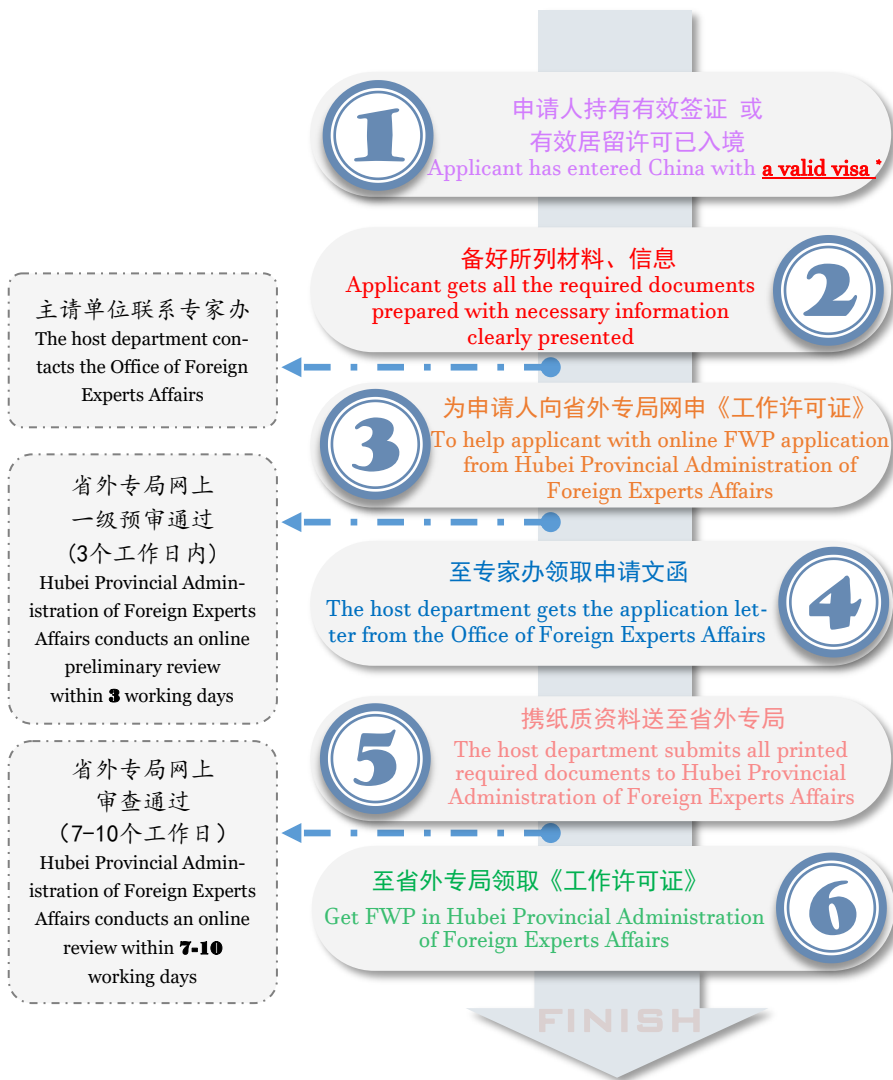 1
申请人持有有效签证 或
有效居留许可已入境
Applicant has entered China with a valid visa *
备好所列材料、信息
Applicant gets all the required documents
prepared with necessary information
clearly presented
2
主请单位联系专家办
The host department con-
tacts the Office of Foreign
Experts Affairs
3
为申请人向省外专局网申《工作许可证》
To help applicant with online FWP application
from Hubei Provincial Administration of
Foreign Experts Affairs
省外专局网上
一级预审通过
(3个工作日内)
Hubei Provincial Admin-
istration of Foreign Experts
Affairs conducts an online
preliminary review
within 3 working days
至专家办领取申请文函
The host department gets the application let-
ter from the Office of Foreign Experts Affairs
4
5
携纸质资料送至省外专局
The host department submits all printed
required documents to Hubei Provincial
Administration of Foreign Experts Affairs
省外专局网上
审查通过
(7-10个工作日)
Hubei Provincial Admin-
istration of Foreign Experts
Affairs conducts an online
review within 7-10
working days
至省外专局领取《工作许可证》
Get FWP in Hubei Provincial Administration
of Foreign Experts Affairs
6
FINISH